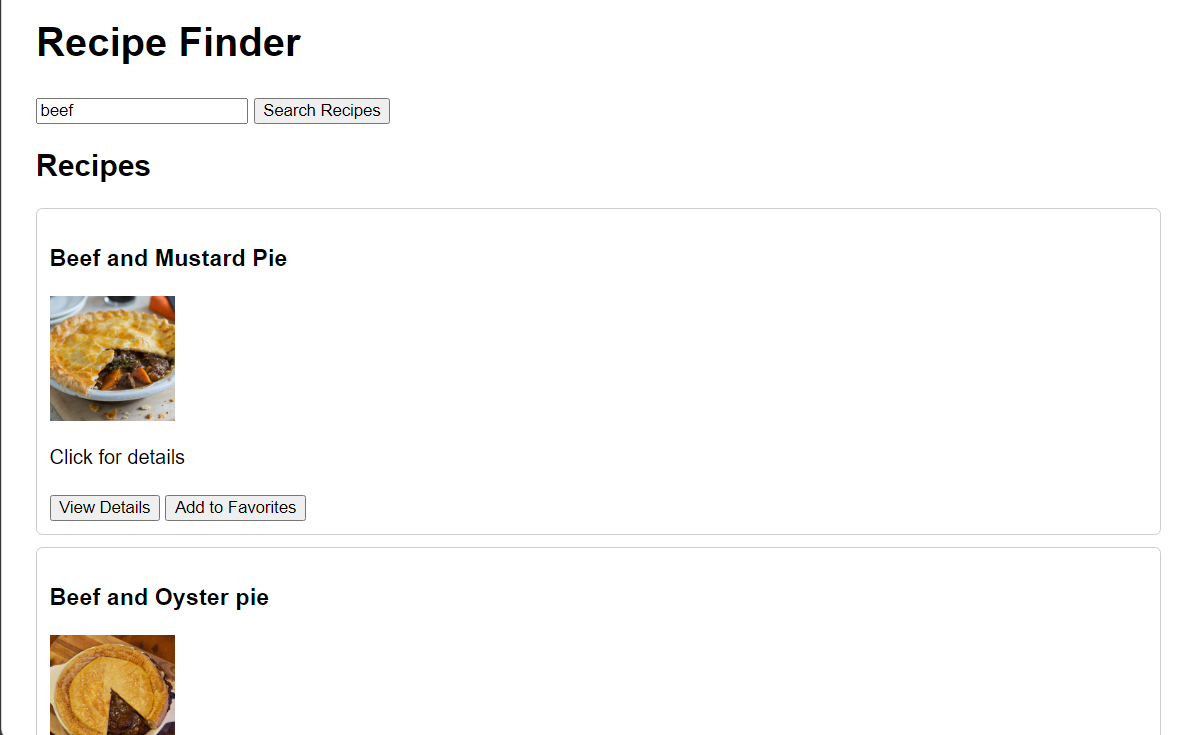 Recipe Finder
beef Search Recipes
Recipes
Beef and Mustard Pie
Click for details
View Details Add to Favorites
Beef and Oyster pie